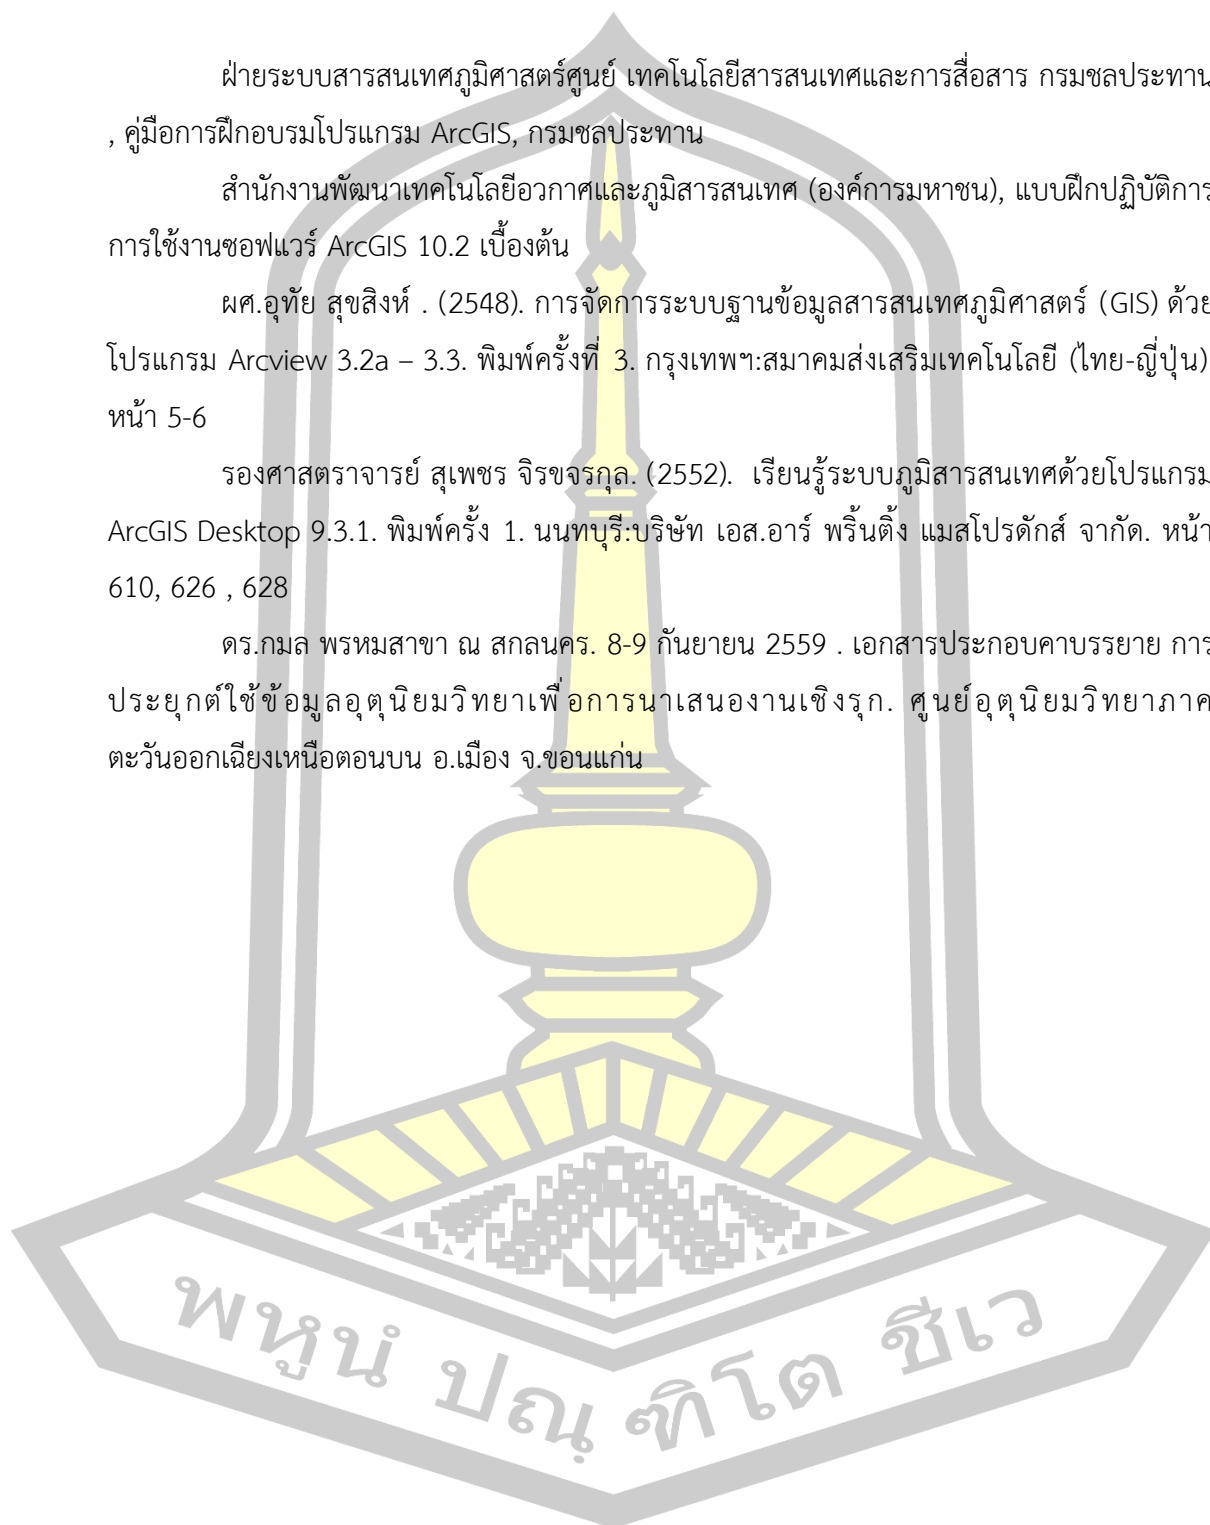 ฝ่ายระบบสารสนเทศภูมิศาสตร์ศูนย์ เทคโนโลยีสารสนเทศและการสื่อสาร กรมชลประทาน
, คู่มือการฝึกอบรมโปรแกรม ArcGIS, กรมชลประทาน
สำนักงานพัฒนาเทคโนโลยีอวกาศและภูมิสารสนเทศ (องค์การมหาชน), แบบฝึกปฏิบัติการ
การใช้งานซอฟแวร์ ArcGIS 10.2 เบื้องต้น
ผศ.อุทัย สุขสิงห์ . (2548). การจัดการระบบฐานข้อมูลสารสนเทศภูมิศาสตร์ (GIS) ด้วย
โปรแกรม Arcview 3.2a – 3.3. พิมพ์ครั้งที่ 3. กรุงเทพฯ:สมาคมส่งเสริมเทคโนโลยี (ไทย-ญี่ปุ่น)
หน้า 5-6
รองศาสตราจารย์ สุเพชร จิรขจรกุล. (2552). เรียนรู้ระบบภูมิสารสนเทศด้วยโปรแกรม
ArcGIS Desktop 9.3.1. พิมพ์ครั้ง 1. นนทบุรี:บริษัท เอส.อาร์ พริ้นติ้ง แมสโปรดักส์ จากัด. หน้า
610, 626 , 628
ดร.กมล พรหมสาขา ณ สกลนคร. 8-9 กันยายน 2559 . เอกสารประกอบคาบรรยาย การ
ประยุกต์ใช้ข้อมูลอุตุนิยมวิทยาเพื่อการนาเสนองานเชิงรุก. ศูนย์อุตุนิยมวิทยาภาค
ตะวันออกเฉียงเหนือตอนบน อ.เมือง จ.ขอนแก่น
พหูนํ ปณฺฑิโต ชีเว